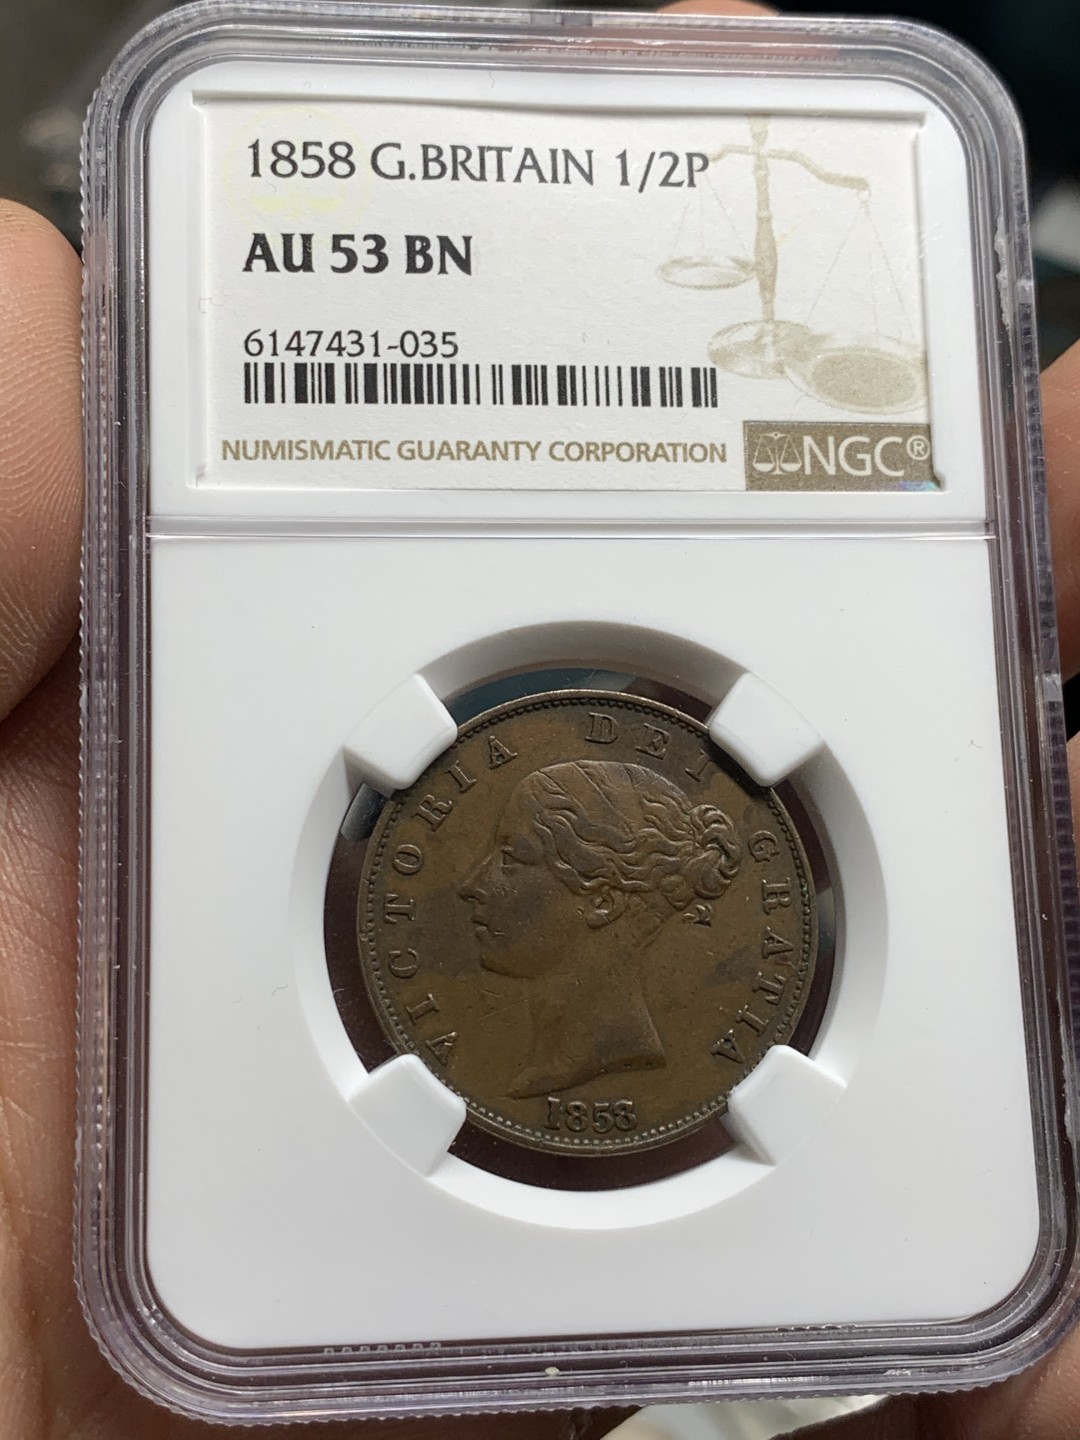 1858 G.BRITAIN 1/2P
AU 53 BN
6147431-035
NUMISMATIC GUARANTY CORPORATION
NGC®
VICTORIA DEI GRATIA
1858